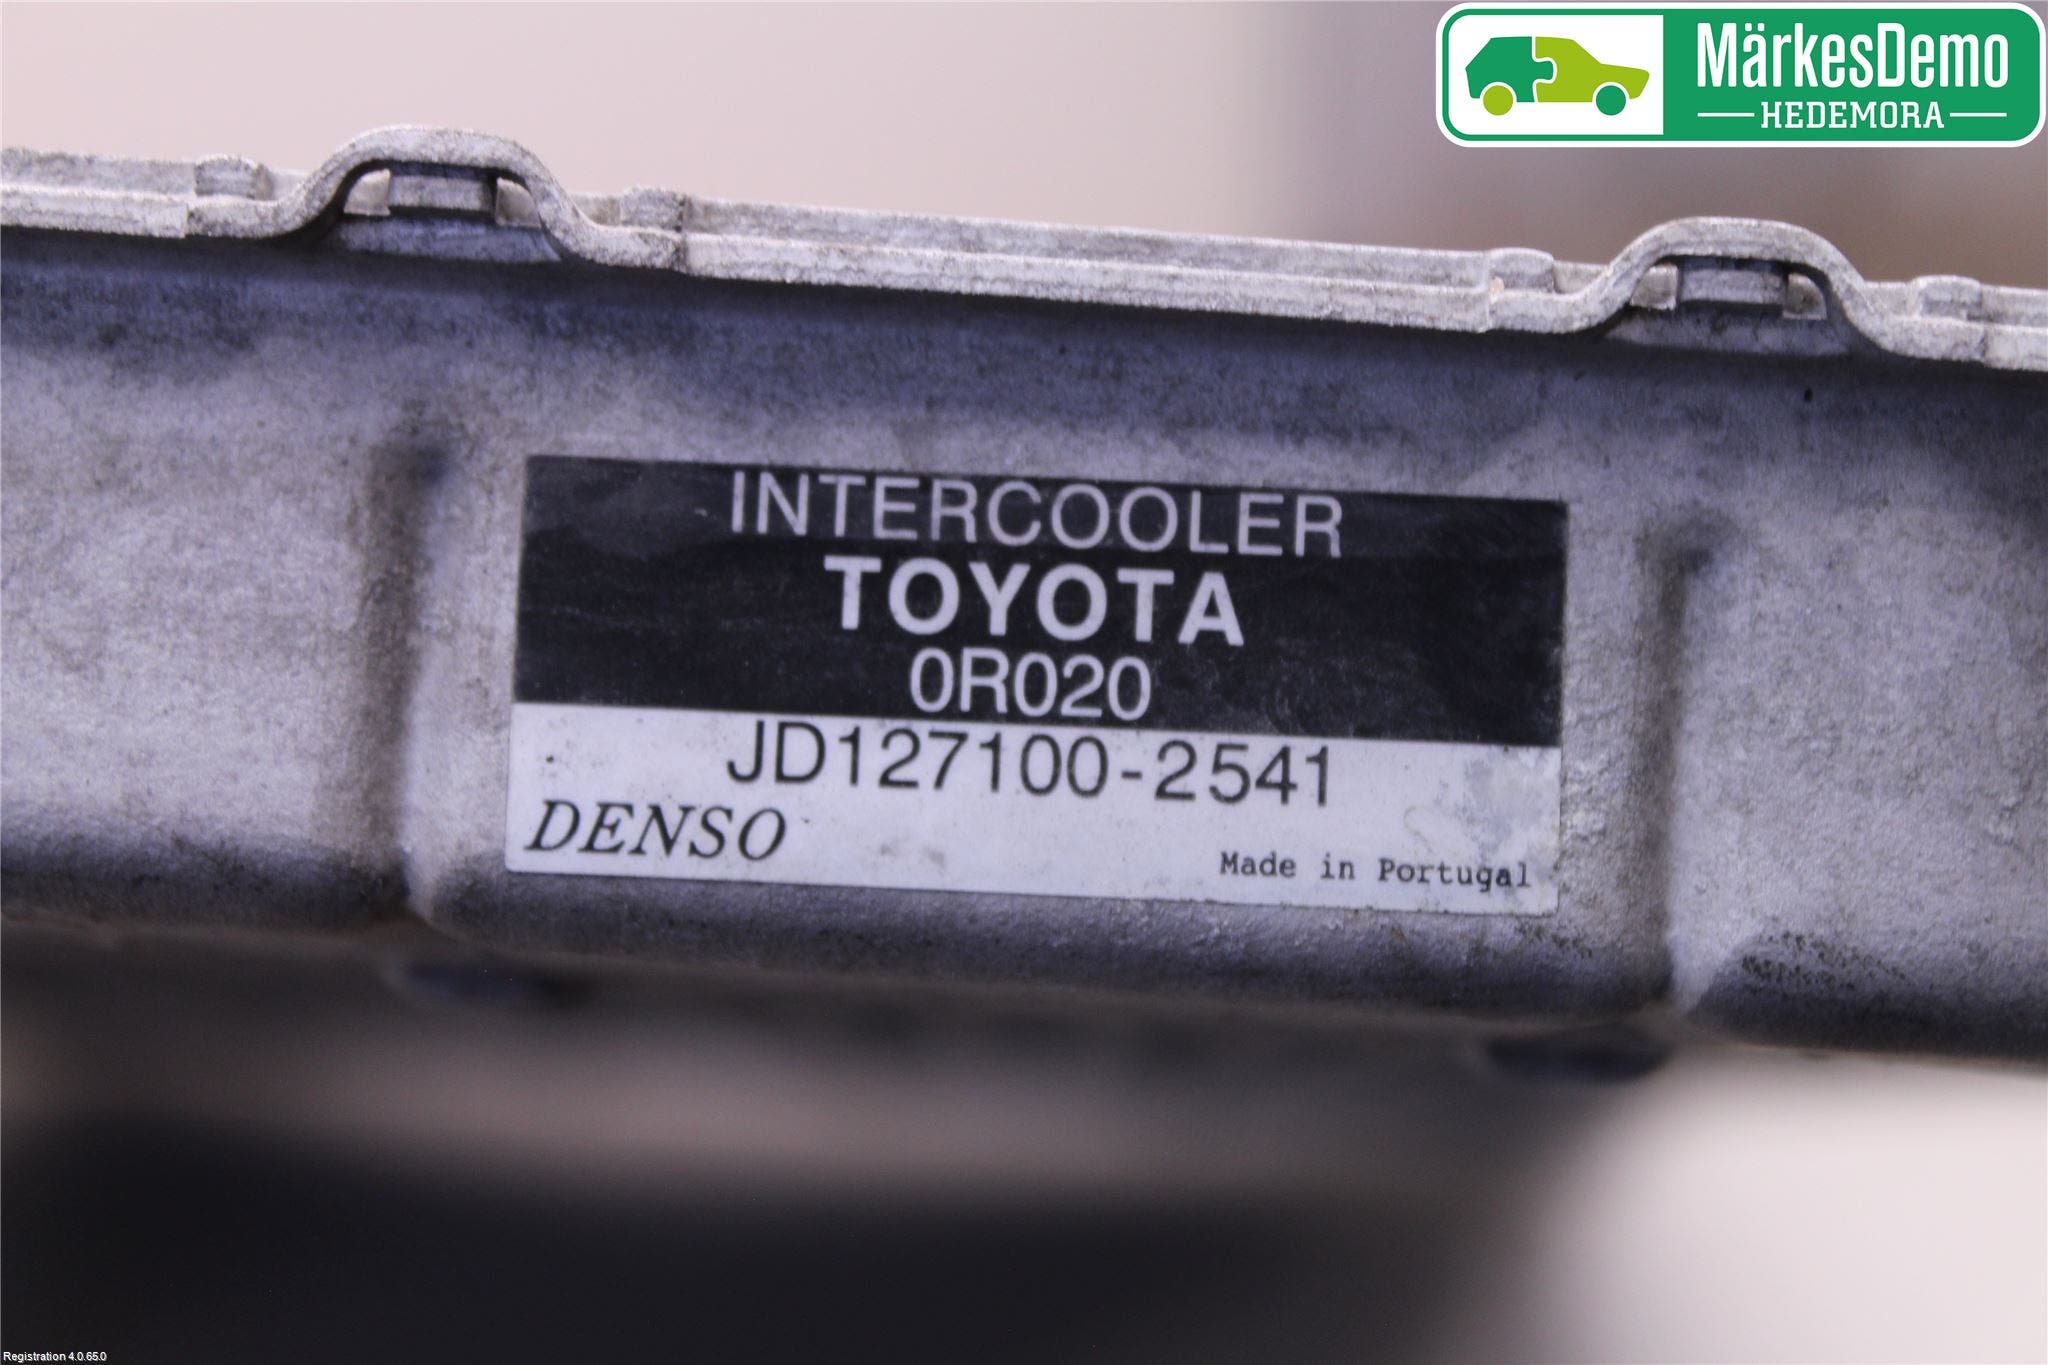 MärkesDemo
HEDEMORA
INTERCOOLER
TOYOTA
0R020
JD127100-2541
DENSO
Made in Portugal
Registration 4.0.65.0